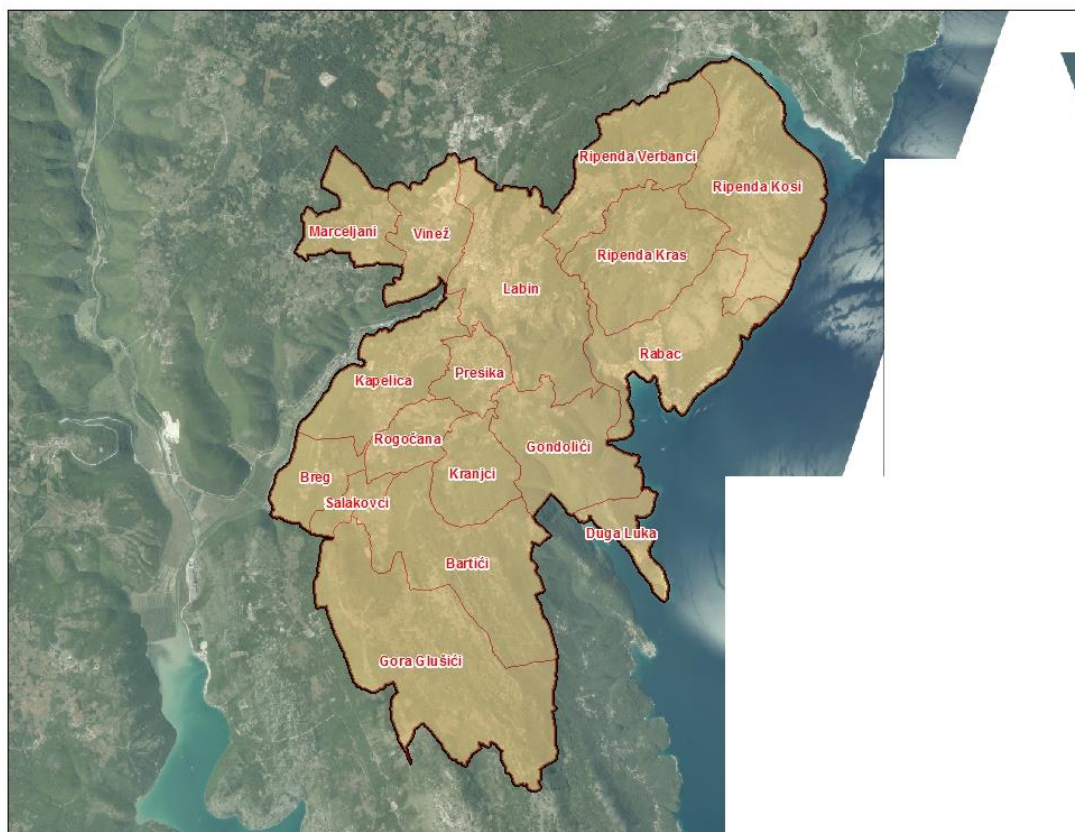 Ripenda Verbanci
Ripenda Kosi
Marceljani
Vinež
Ripenda Kras
Labin
Rabac
Presika
Kapelica
Rogočana
Gondolići
Breg
Kranjci
Salakovci
Duga Luka
Bartići
Gora Glušići